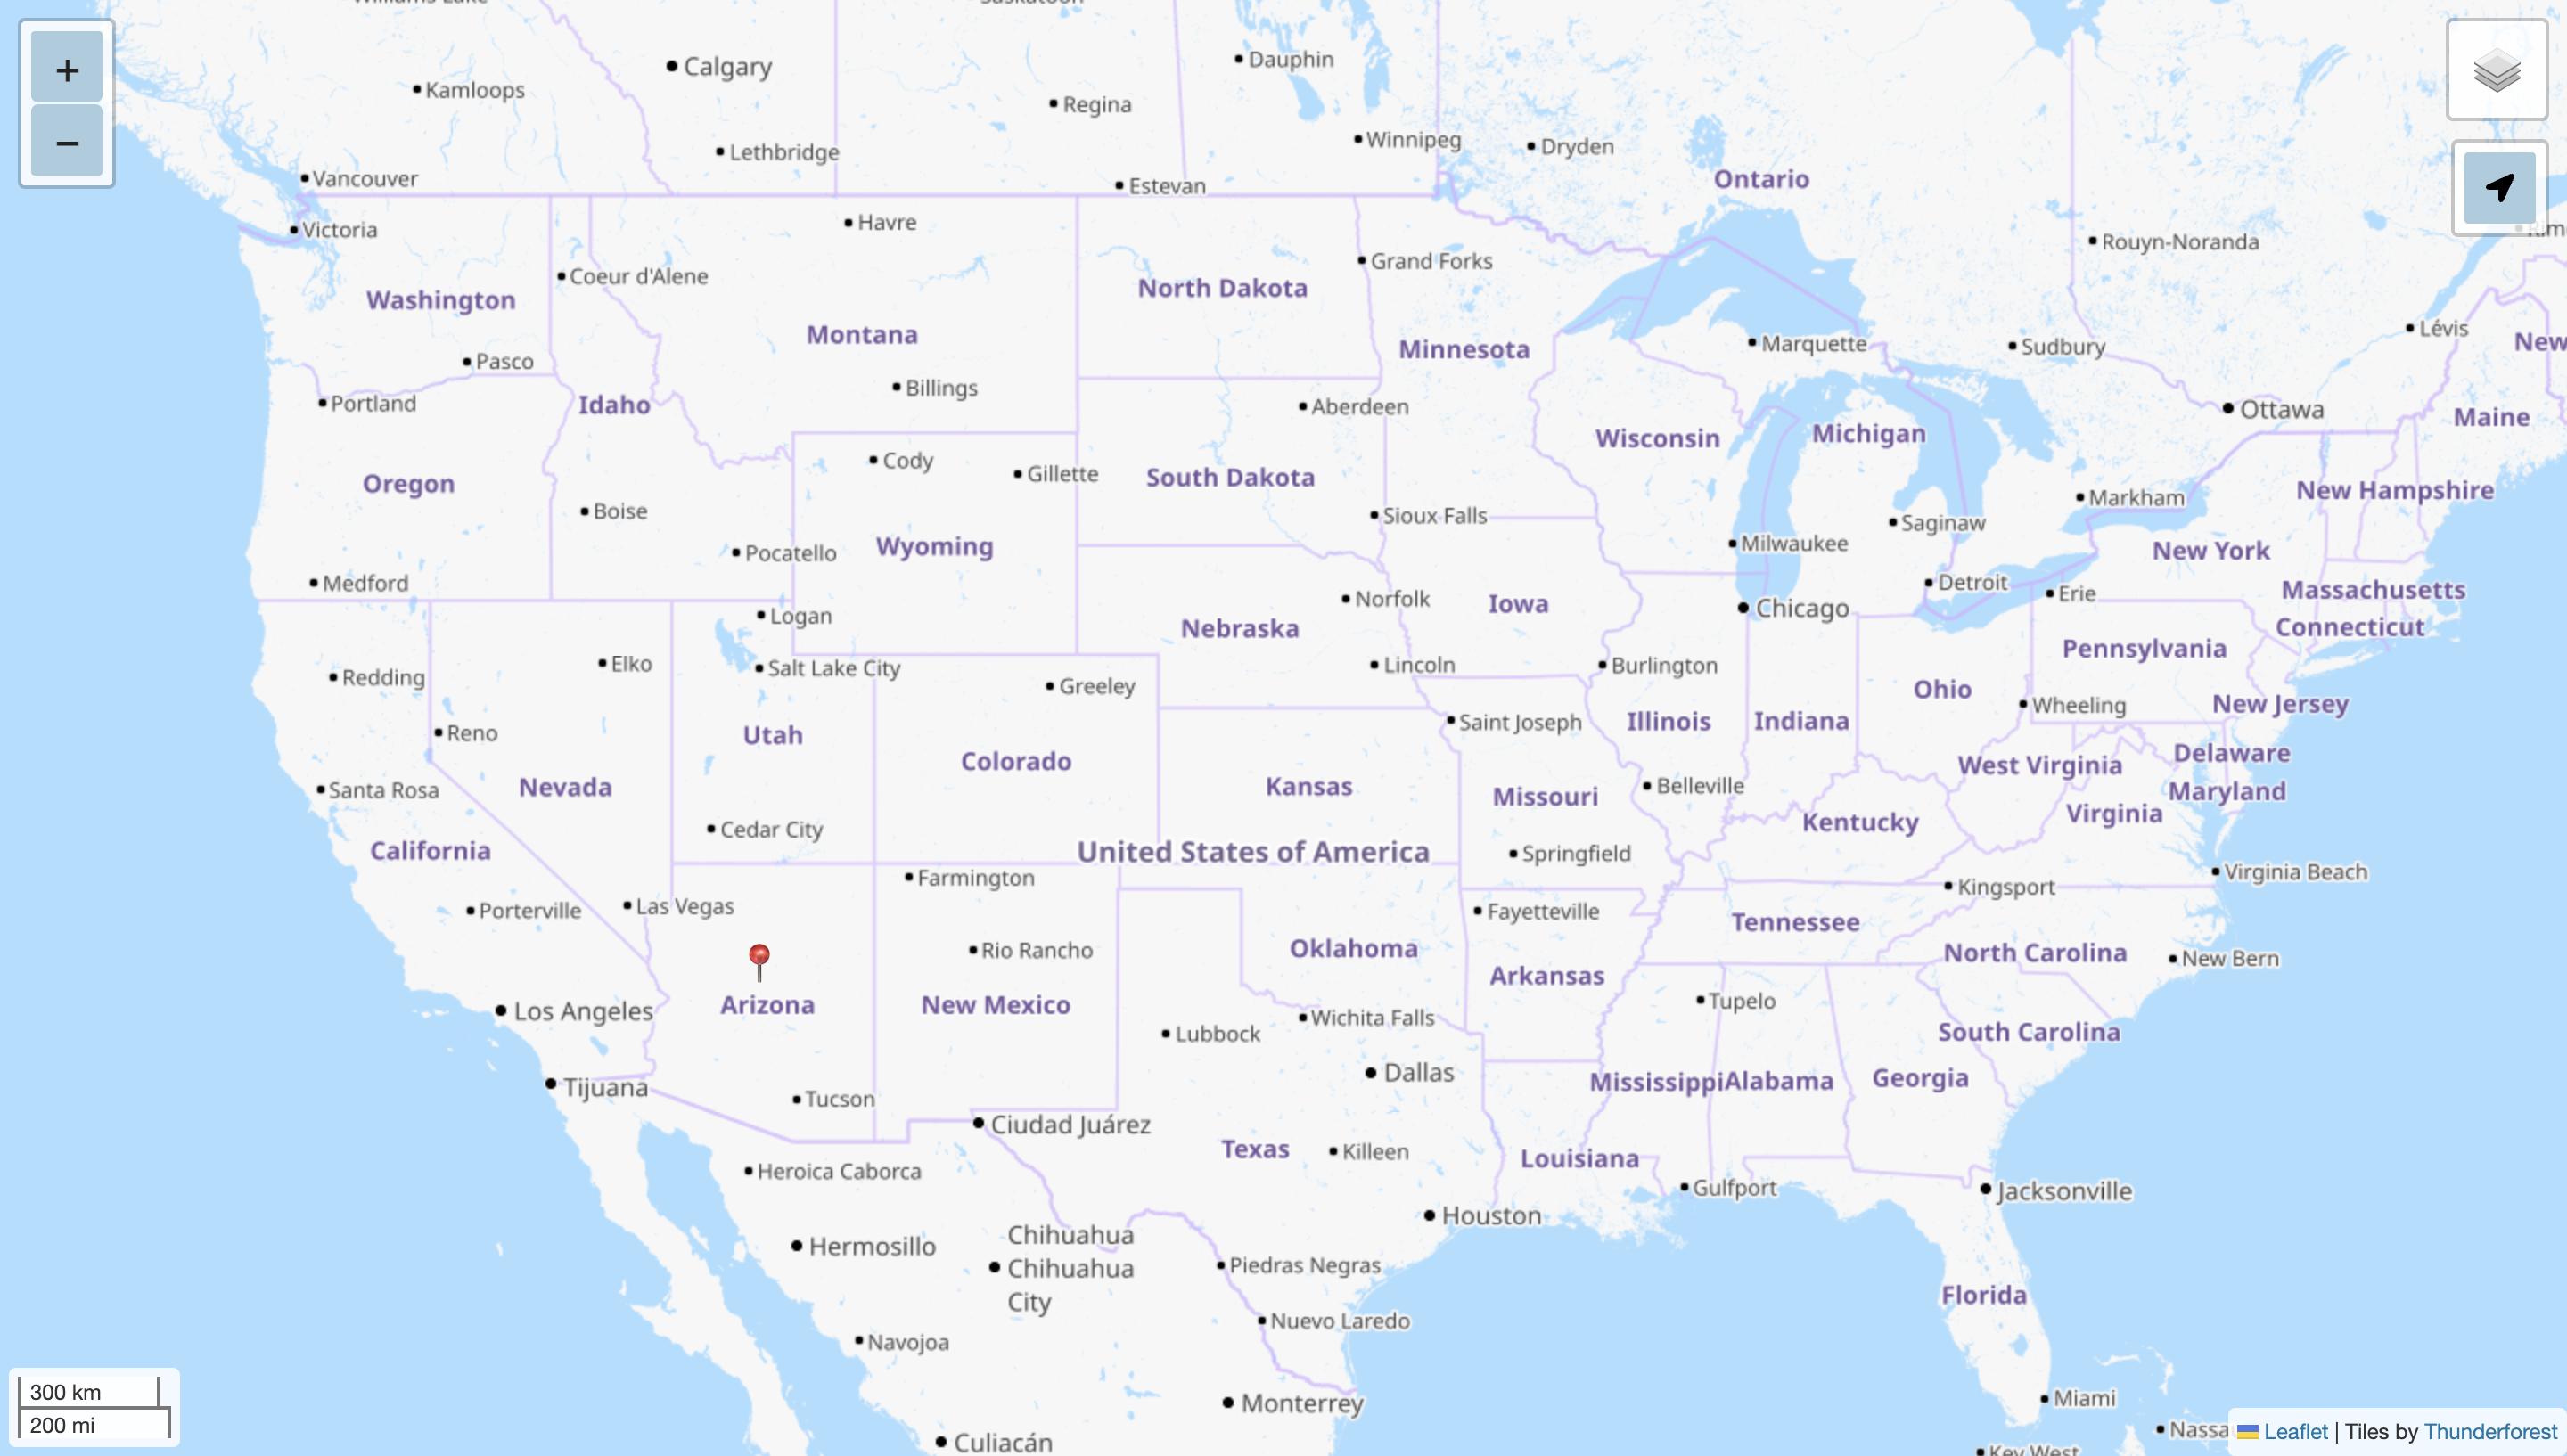 Williams Lake
Saskatoon
+
−
Calgary
Dauphin
Kamloops
Regina
Winnipeg
Dryden
Lethbridge
Vancouver
Estevan
Ontario
Victoria
Havre
Rouyn-Noranda
Grand Forks
Coeur d'Alene
Washington
North Dakota
Montana
Minnesota
Marquette
Sudbury
Lévis
New
Pasco
Billings
Portland
Idaho
Aberdeen
Ottawa
Maine
Wisconsin
Michigan
Cody
Gillette
South Dakota
Oregon
New Hampshire
Markham
Boise
Sioux Falls
Saginaw
Wyoming
Milwaukee
New York
Pocatello
Medford
Detroit
Erie
Massachusetts
Norfolk
Iowa
Chicago
Logan
Nebraska
Connecticut
Pennsylvania
Elko
Salt Lake City
Lincoln
Burlington
Redding
Greeley
Ohio
Wheeling
New Jersey
Reno
Utah
Saint Joseph
Illinois
Indiana
Colorado
Delaware
West Virginia
Nevada
Santa Rosa
Kansas
Missouri
Belleville
Maryland
Virginia
Cedar City
Kentucky
California
United States of America
Springfield
Virginia Beach
Farmington
Kingsport
Porterville
Las Vegas
Fayetteville
Tennessee
Rio Rancho
Oklahoma
North Carolina
New Bern
Arkansas
Los Angeles
Arizona
New Mexico
Tupelo
Wichita Falls
Lubbock
South Carolina
Dallas
Tijuana
Mississippi
Alabama
Georgia
Tucson
Ciudad Juárez
Texas
Killeen
Louisiana
Heroica Caborca
Gulfport
Jacksonville
Houston
Hermosillo
Chihuahua
Chihuahua
City
Piedras Negras
Florida
Nuevo Laredo
Navojoa
300 km
200 mi
Monterrey
Miami
Culiacán
Nassa
Key West
Leaflet | Tiles by Thunderforest